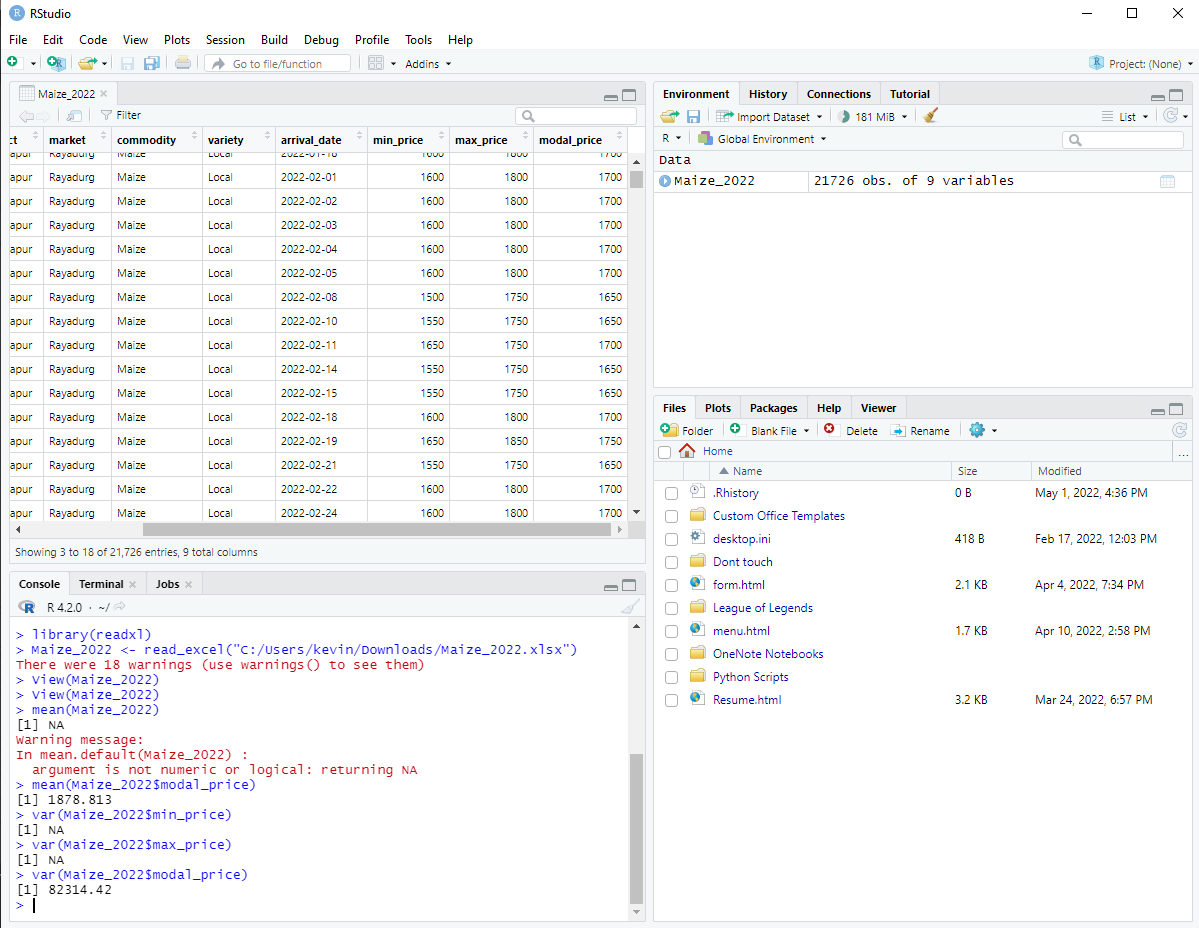 RStudio
File Edit Code View Plots Session Build Debug Profile Tools Help
Go to file/function Addins Project: (None)
Maize_2022
Filter
ct market commodity variety arrival_date min_price max_price modal_price
apur Rayadurg Maize Local 2022-01-18 1600 1800 1700
apur Rayadurg Maize Local 2022-02-01 1600 1800 1700
apur Rayadurg Maize Local 2022-02-02 1600 1800 1700
apur Rayadurg Maize Local 2022-02-03 1600 1800 1700
apur Rayadurg Maize Local 2022-02-04 1600 1800 1700
apur Rayadurg Maize Local 2022-02-05 1600 1800 1700
apur Rayadurg Maize Local 2022-02-08 1500 1750 1650
apur Rayadurg Maize Local 2022-02-10 1550 1750 1650
apur Rayadurg Maize Local 2022-02-11 1650 1750 1700
apur Rayadurg Maize Local 2022-02-14 1550 1750 1650
apur Rayadurg Maize Local 2022-02-15 1550 1750 1650
apur Rayadurg Maize Local 2022-02-18 1600 1800 1700
apur Rayadurg Maize Local 2022-02-19 1650 1850 1750
apur Rayadurg Maize Local 2022-02-21 1550 1750 1650
apur Rayadurg Maize Local 2022-02-22 1600 1800 1700
apur Rayadurg Maize Local 2022-02-24 1600 1800 1700
Showing 3 to 18 of 21,726 entries, 9 total columns
Console Terminal Jobs
R 4.2.0 · ~/
> library(readxl)
> Maize_2022 <- read_excel("C:/Users/kevin/Downloads/Maize_2022.xlsx")
There were 18 warnings (use warnings() to see them)
> View(Maize_2022)
> View(Maize_2022)
> mean(Maize_2022)
[1] NA
Warning message:
In mean.default(Maize_2022) :
argument is not numeric or logical: returning NA
> mean(Maize_2022$modal_price)
[1] 1878.813
> var(Maize_2022$min_price)
[1] NA
> var(Maize_2022$max_price)
[1] NA
> var(Maize_2022$modal_price)
[1] 82314.42
>
Environment History Connections Tutorial
Import Dataset 181 MiB List
R Global Environment
Data
Maize_2022 21726 obs. of 9 variables
Files Plots Packages Help Viewer
Folder Blank File Delete Rename
Home ...
Name Size Modified
.Rhistory 0 B May 1, 2022, 4:36 PM
Custom Office Templates
desktop.ini 418 B Feb 17, 2022, 12:03 PM
Dont touch
form.html 2.1 KB Apr 4, 2022, 7:34 PM
League of Legends
menu.html 1.7 KB Apr 10, 2022, 2:58 PM
OneNote Notebooks
Python Scripts
Resume.html 3.2 KB Mar 24, 2022, 6:57 PM